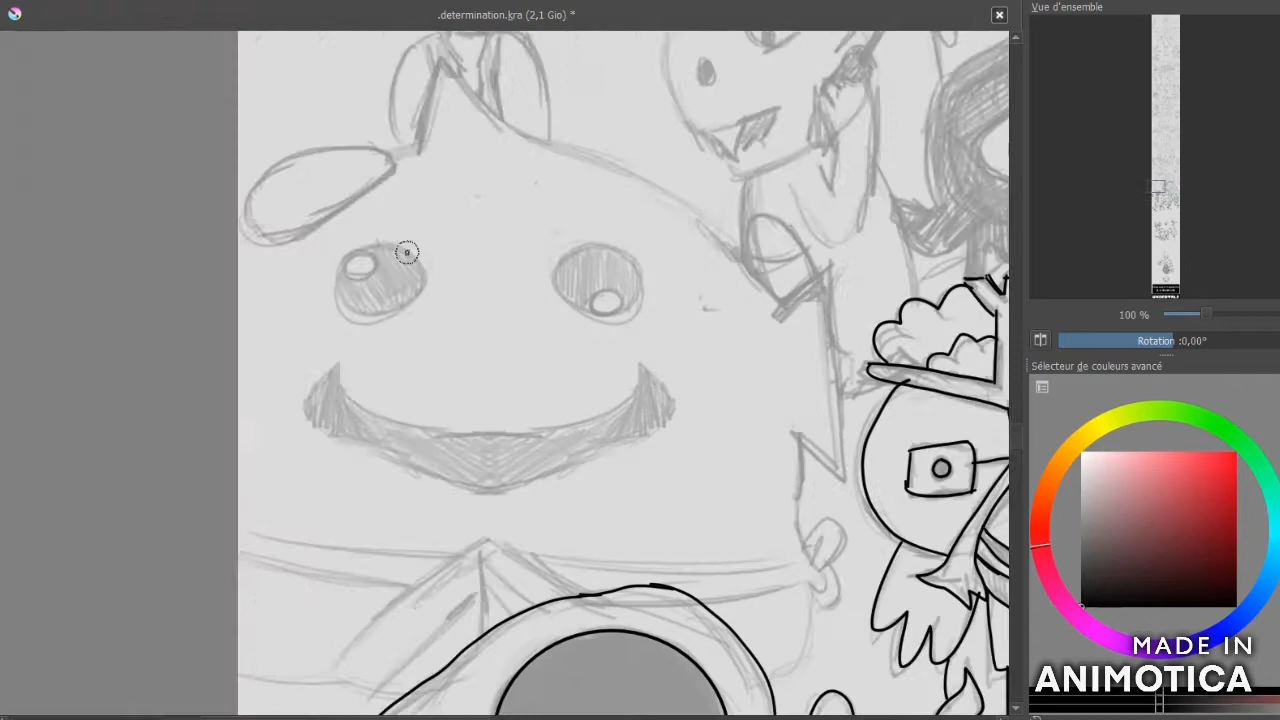 .determination.kra (2,1 Gio) *
Vue d'ensemble
100 %
Rotation :0,00°
Sélecteur de couleurs avancé
MADE IN
ANIMOTICA